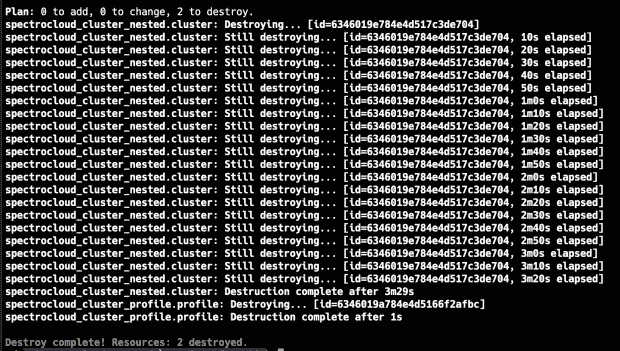 Plan: 0 to add, 0 to change, 2 to destroy.
spectrocloud_cluster_nested.cluster: Destroying... [id=6346019e784e4d517c3de704]
spectrocloud_cluster_nested.cluster: Still destroying... [id=6346019e784e4d517c3de704, 10s elapsed]
spectrocloud_cluster_nested.cluster: Still destroying... [id=6346019e784e4d517c3de704, 20s elapsed]
spectrocloud_cluster_nested.cluster: Still destroying... [id=6346019e784e4d517c3de704, 30s elapsed]
spectrocloud_cluster_nested.cluster: Still destroying... [id=6346019e784e4d517c3de704, 40s elapsed]
spectrocloud_cluster_nested.cluster: Still destroying... [id=6346019e784e4d517c3de704, 50s elapsed]
spectrocloud_cluster_nested.cluster: Still destroying... [id=6346019e784e4d517c3de704, 1m0s elapsed]
spectrocloud_cluster_nested.cluster: Still destroying... [id=6346019e784e4d517c3de704, 1m10s elapsed]
spectrocloud_cluster_nested.cluster: Still destroying... [id=6346019e784e4d517c3de704, 1m20s elapsed]
spectrocloud_cluster_nested.cluster: Still destroying... [id=6346019e784e4d517c3de704, 1m30s elapsed]
spectrocloud_cluster_nested.cluster: Still destroying... [id=6346019e784e4d517c3de704, 1m40s elapsed]
spectrocloud_cluster_nested.cluster: Still destroying... [id=6346019e784e4d517c3de704, 1m50s elapsed]
spectrocloud_cluster_nested.cluster: Still destroying... [id=6346019e784e4d517c3de704, 2m0s elapsed]
spectrocloud_cluster_nested.cluster: Still destroying... [id=6346019e784e4d517c3de704, 2m10s elapsed]
spectrocloud_cluster_nested.cluster: Still destroying... [id=6346019e784e4d517c3de704, 2m20s elapsed]
spectrocloud_cluster_nested.cluster: Still destroying... [id=6346019e784e4d517c3de704, 2m30s elapsed]
spectrocloud_cluster_nested.cluster: Still destroying... [id=6346019e784e4d517c3de704, 2m40s elapsed]
spectrocloud_cluster_nested.cluster: Still destroying... [id=6346019e784e4d517c3de704, 2m50s elapsed]
spectrocloud_cluster_nested.cluster: Still destroying... [id=6346019e784e4d517c3de704, 3m0s elapsed]
spectrocloud_cluster_nested.cluster: Still destroying... [id=6346019e784e4d517c3de704, 3m10s elapsed]
spectrocloud_cluster_nested.cluster: Still destroying... [id=6346019e784e4d517c3de704, 3m20s elapsed]
spectrocloud_cluster_nested.cluster: Destruction complete after 3m29s
spectrocloud_cluster_profile.profile: Destroying... [id=6346019a784e4d5166f2afbc]
spectrocloud_cluster_profile.profile: Destruction complete after 1s
Destroy complete! Resources: 2 destroyed.